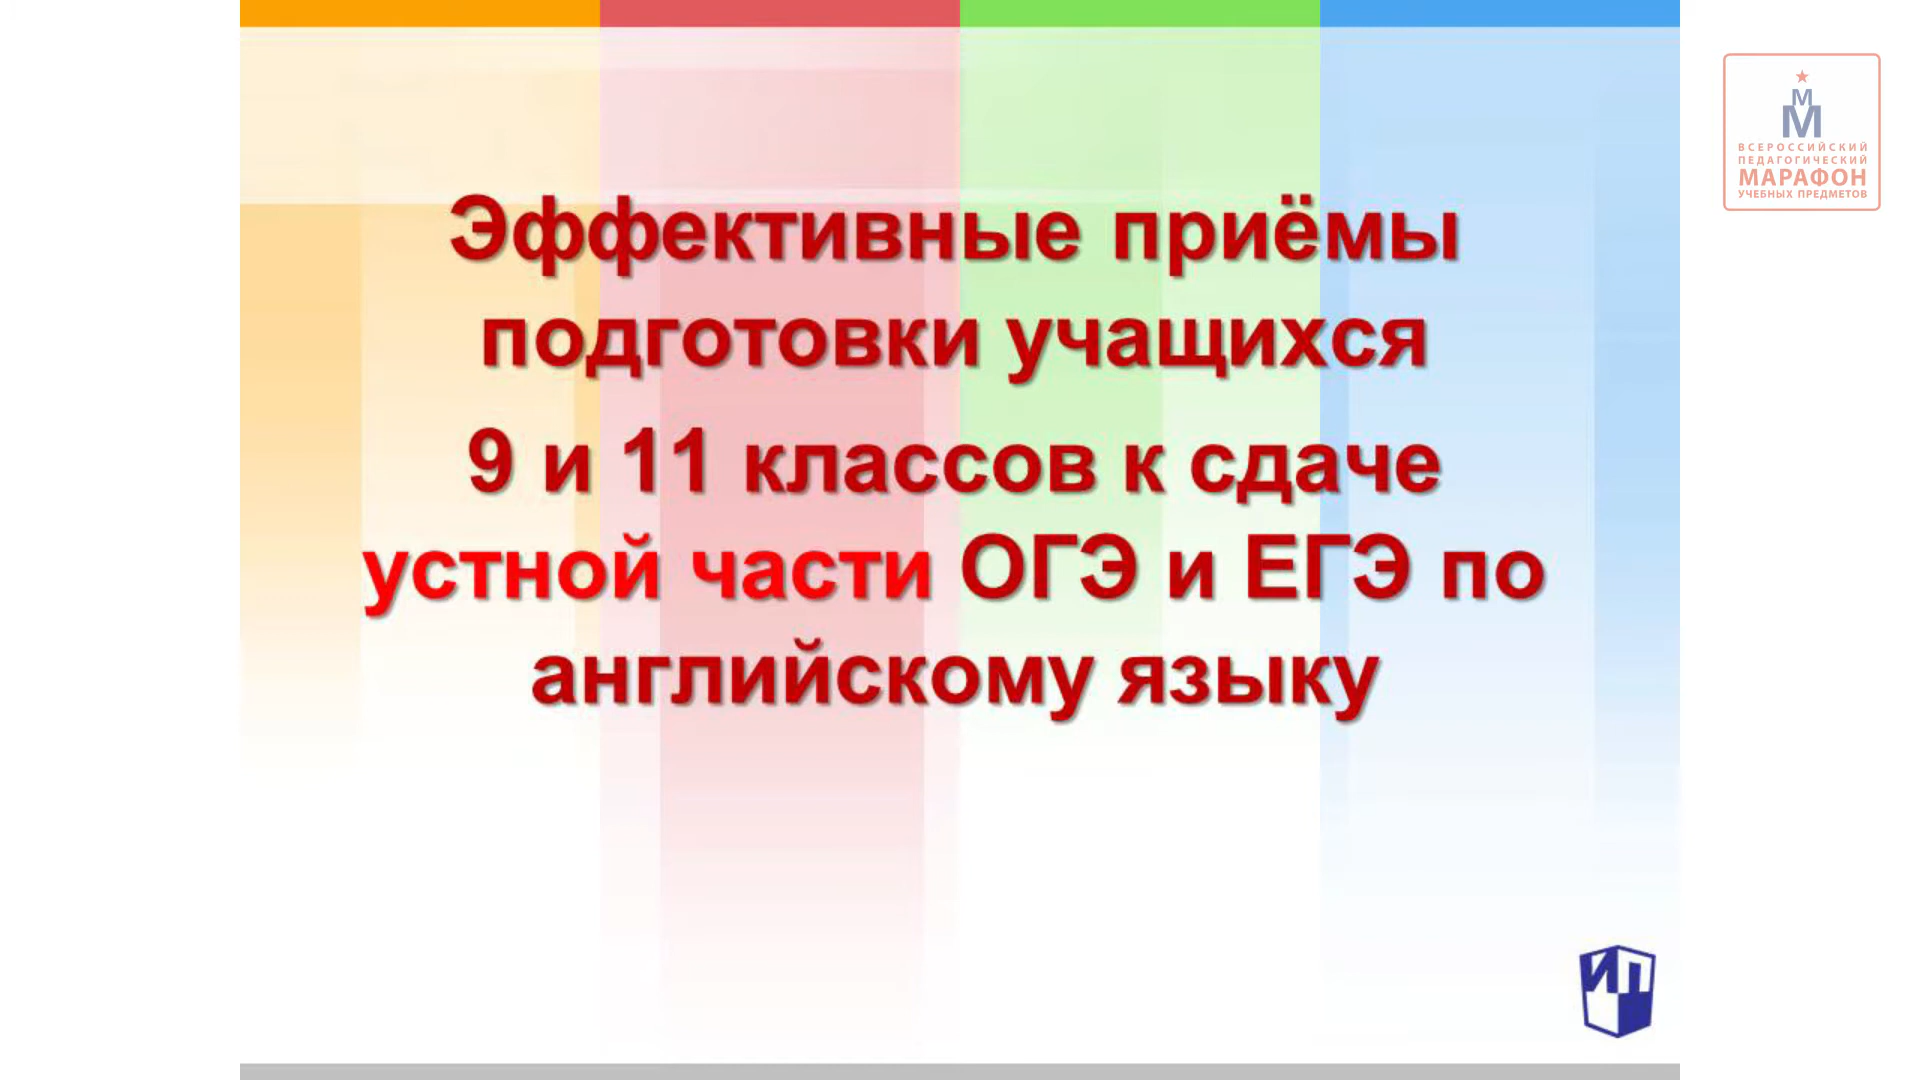 Эффективные приёмы
подготовки учащихся
9 и 11 классов к сдаче
устной части ОГЭ и ЕГЭ по
английскому языку
М
М
ВСЕРОССИЙСКИЙ
ПЕДАГОГИЧЕСКИЙ
МАРАФОН
УЧЕБНЫХ ПРЕДМЕТОВ
ИП